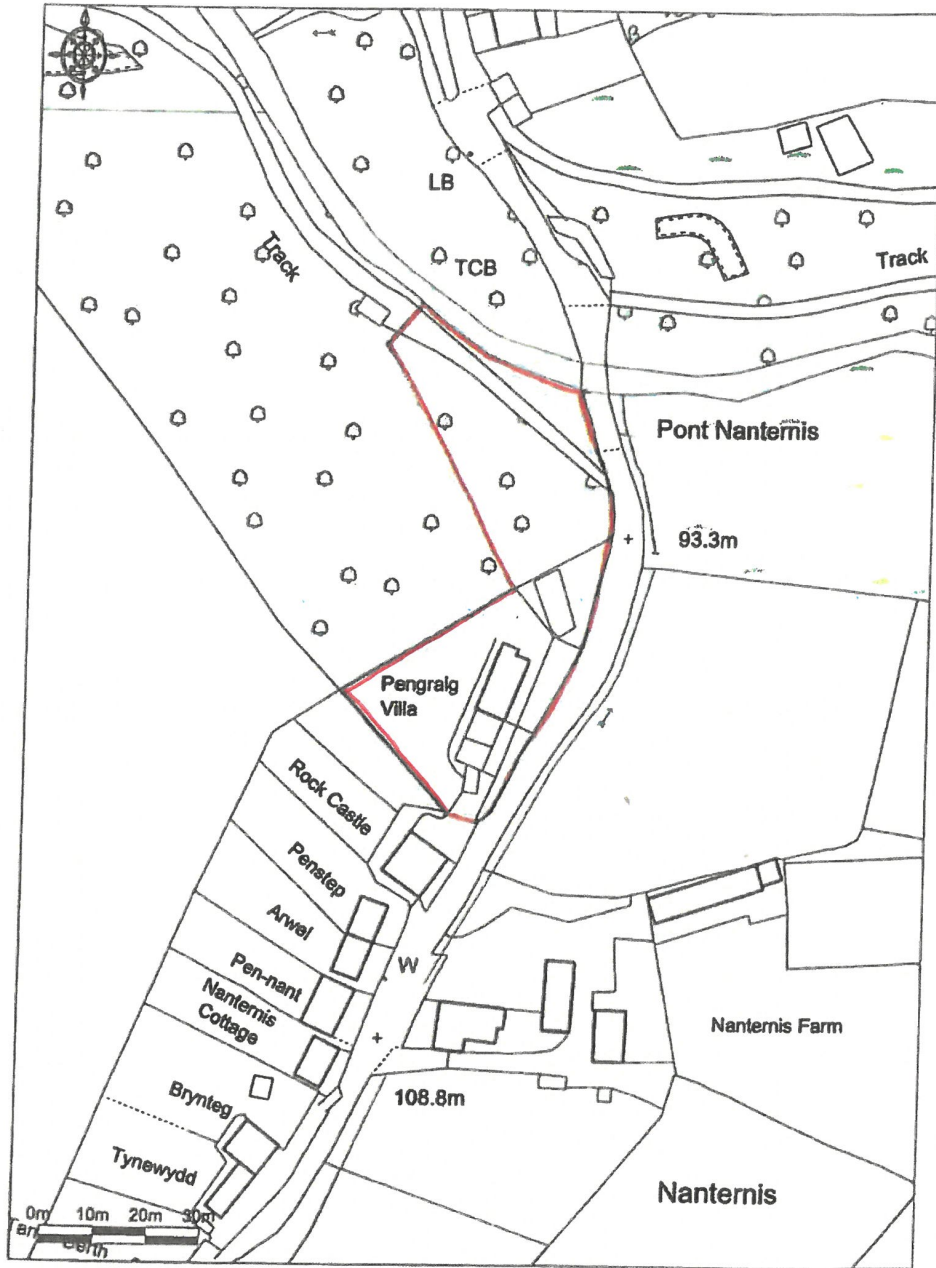 LB
Track
TCB
Track
Pont Nanternis
93.3m
Pengraig
Villa
Rock Castle
Penstep
Arwel
Pen-nant
W
Nanternis
Cottage
Nanternis Farm
Brynteg
108.8m
Tynewydd
Nanternis
0m 10m 20m 30m